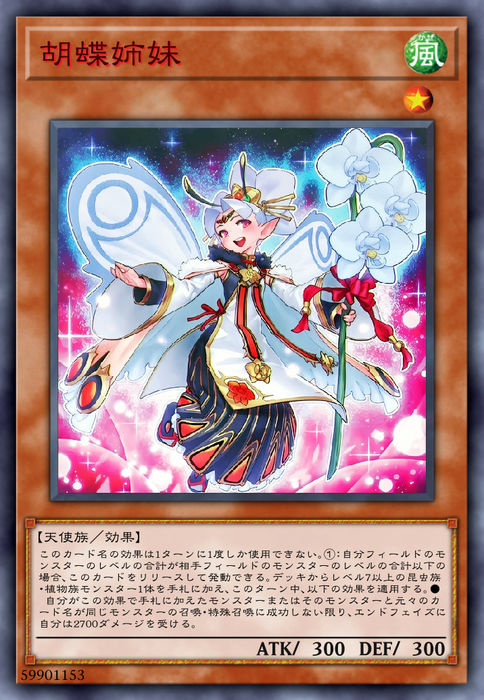 胡蝶姉妹
かぜ
風
【天使族／効果】
このカード名の効果は1ターンに1度しか使用できない。①：自分フィールドのモ
ンスターのレベルの合計が相手フィールドのモンスターのレベルの合計以下の
場合、このカードをリリースして発動できる。デッキからレベル7以上の昆虫族
・植物族モンスター1体を手札に加え、このターン中、以下の効果を適用する。●
自分がこの効果で手札に加えたモンスターまたはそのモンスターと元々のカ
ード名が同じモンスターの召喚・特殊召喚に成功しない限り、エンドフェイズに
自分は2700ダメージを受ける。
ATK/ 300 DEF/ 300
59901153